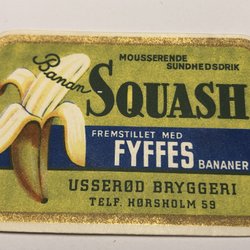 MOUSSERENDE
SUNDHEDSDRIK
Banan
SQUASH
FREMSTILLET MED
FYFFES BANANER
USSERØD BRYGGERI
TELF. HØRSHOLM 59